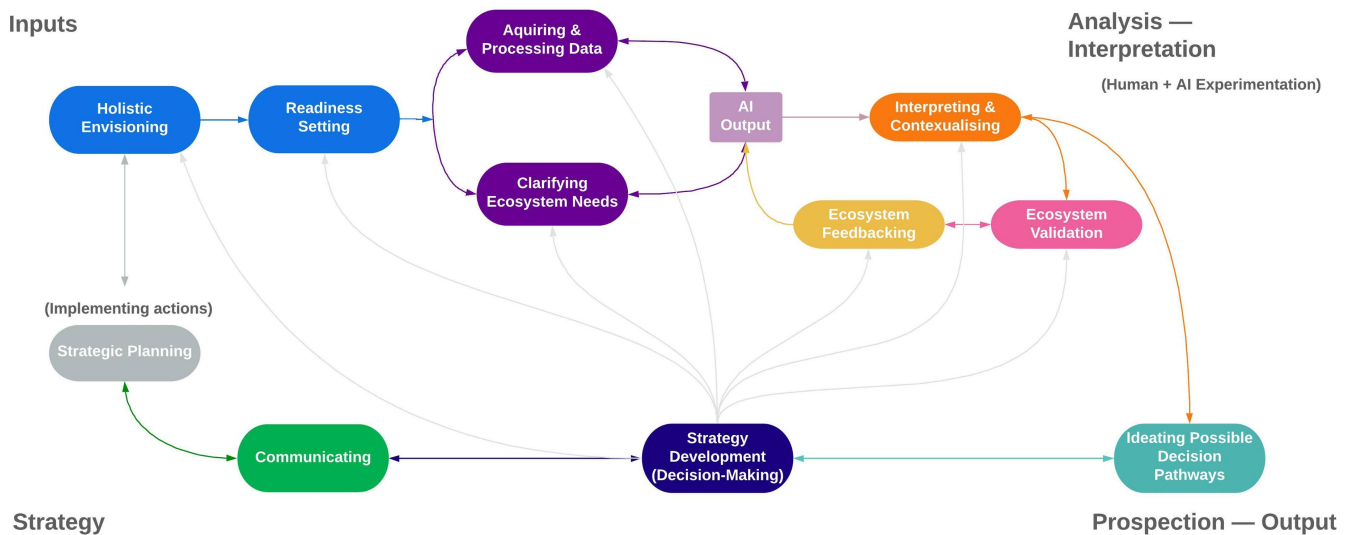 Inputs
Analysis —
Interpretation
(Human + AI Experimentation)
Aquiring &
Processing Data
Holistic
Envisioning
Readiness
Setting
AI
Output
Interpreting &
Contexualising
Clarifying
Ecosystem Needs
Ecosystem
Feedbacking
Ecosystem
Validation
(Implementing actions)
Strategic Planning
Communicating
Strategy
Development
(Decision-Making)
Ideating Possible
Decision
Pathways
Strategy
Prospection — Output